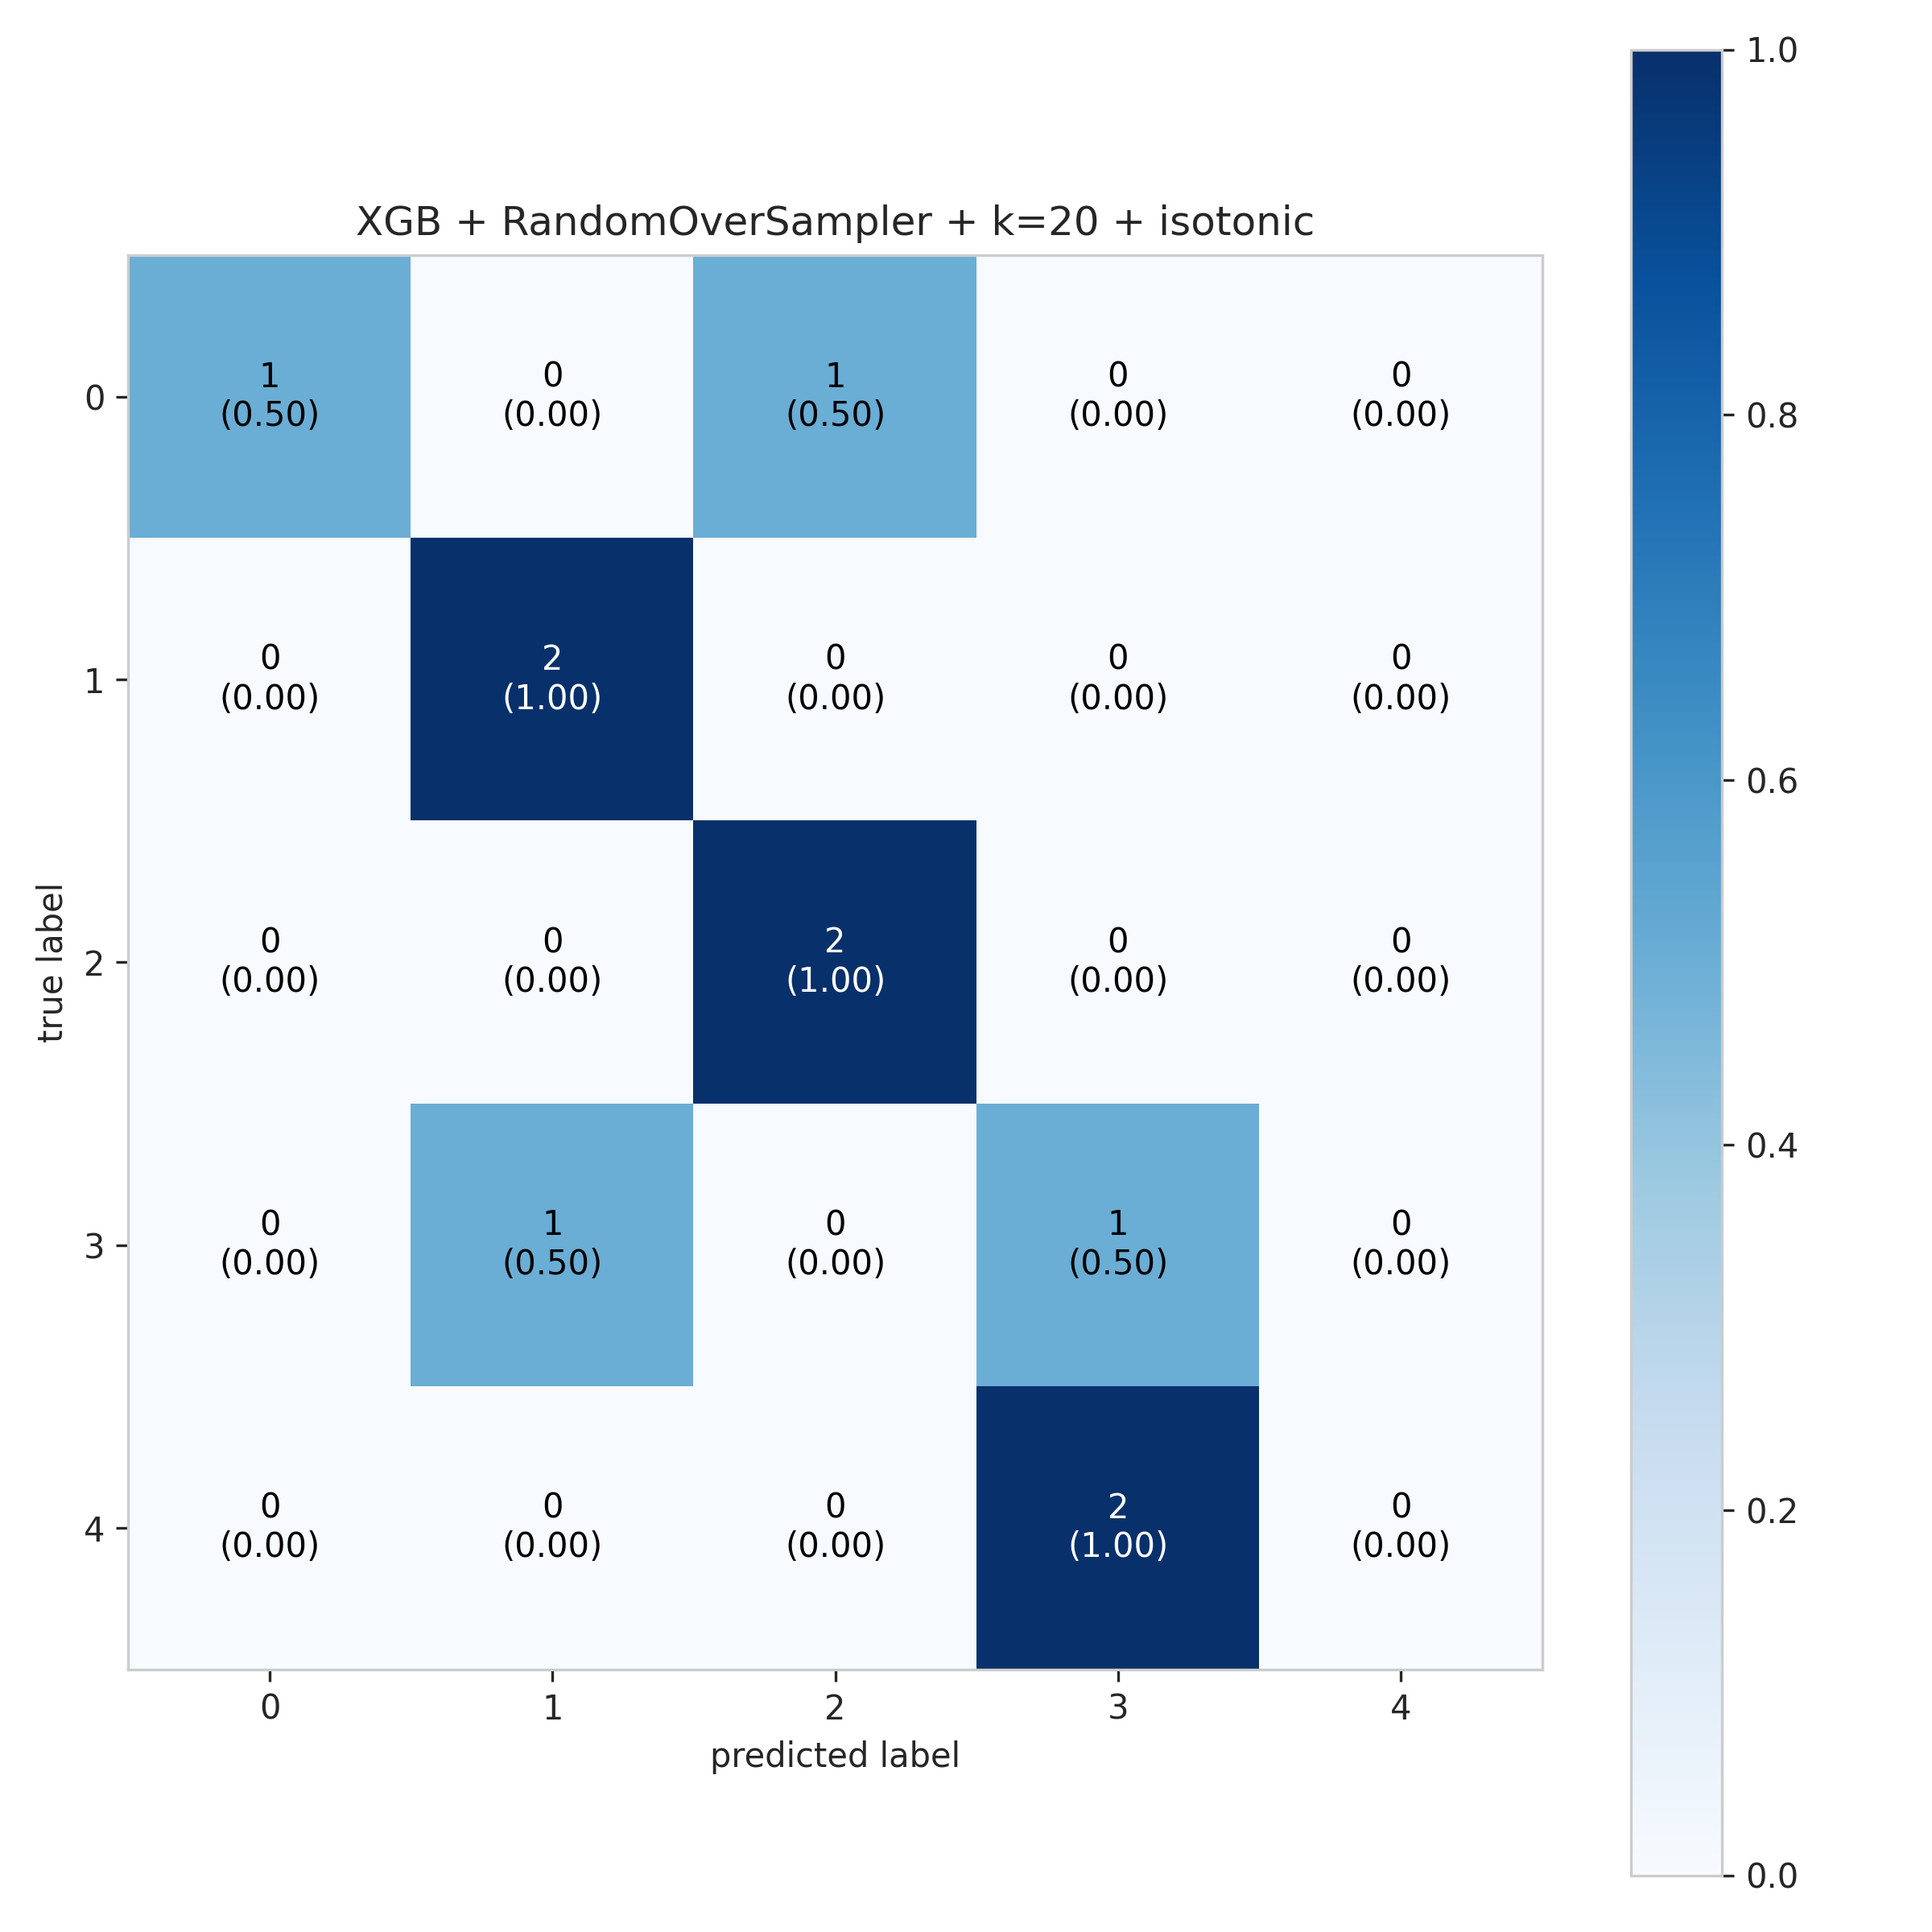 XGB + RandomOverSampler + k=20 + isotonic
1.0
0.8
0.6
0.4
0.2
0.0
true label
0
1 0 1 0 0
(0.50) (0.00) (0.50) (0.00) (0.00)
1
0 2 0 0 0
(0.00) (1.00) (0.00) (0.00) (0.00)
2
0 0 2 0 0
(0.00) (0.00) (1.00) (0.00) (0.00)
3
0 1 0 1 0
(0.00) (0.50) (0.00) (0.50) (0.00)
4
0 0 0 2 0
(0.00) (0.00) (0.00) (1.00) (0.00)
0 1 2 3 4
predicted label